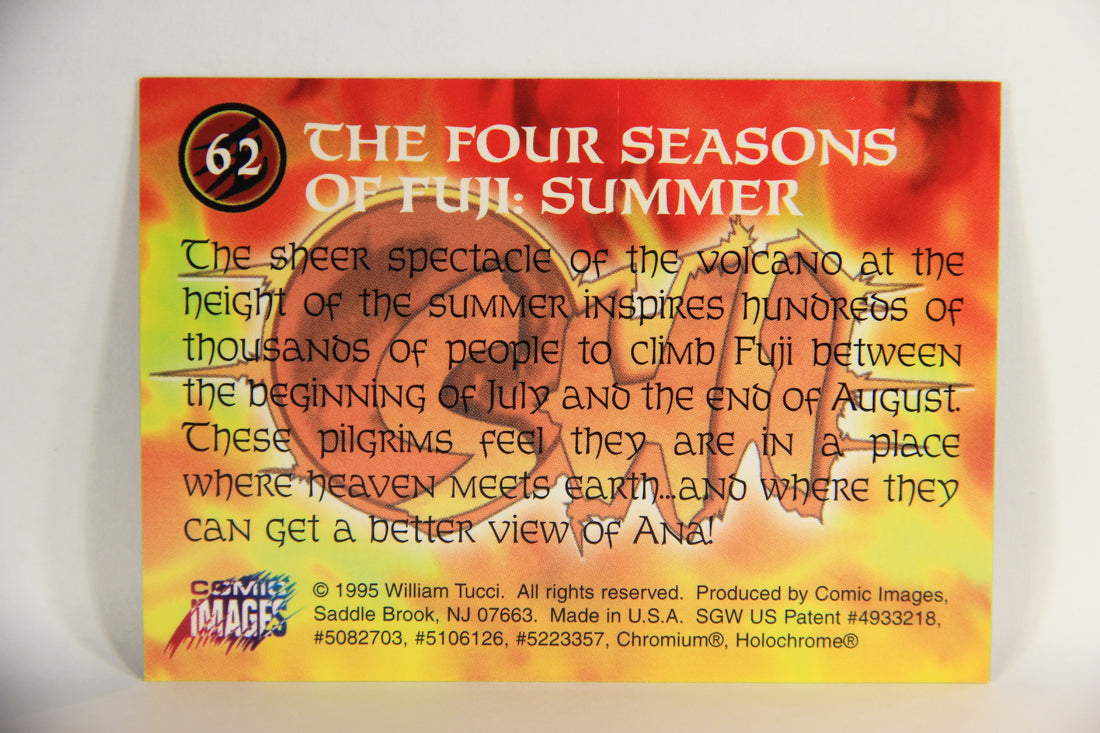 62
THE FOUR SEASONS
OF FUJI: SUMMER
The sheer spectacle of the volcano at the
height of the summer inspires hundreds of
thousands of people to climb Fuji between
the beginning of July and the end of August.
These pilgrims feel they are in a place
where heaven meets earth...and where they
can get a better view of Ana!
SHI
COMIC
IMAGES
© 1995 William Tucci. All rights reserved. Produced by Comic Images,
Saddle Brook, NJ 07663. Made in U.S.A. SGW US Patent #4933218,
#5082703, #5106126, #5223357, Chromium®, Holochrome®